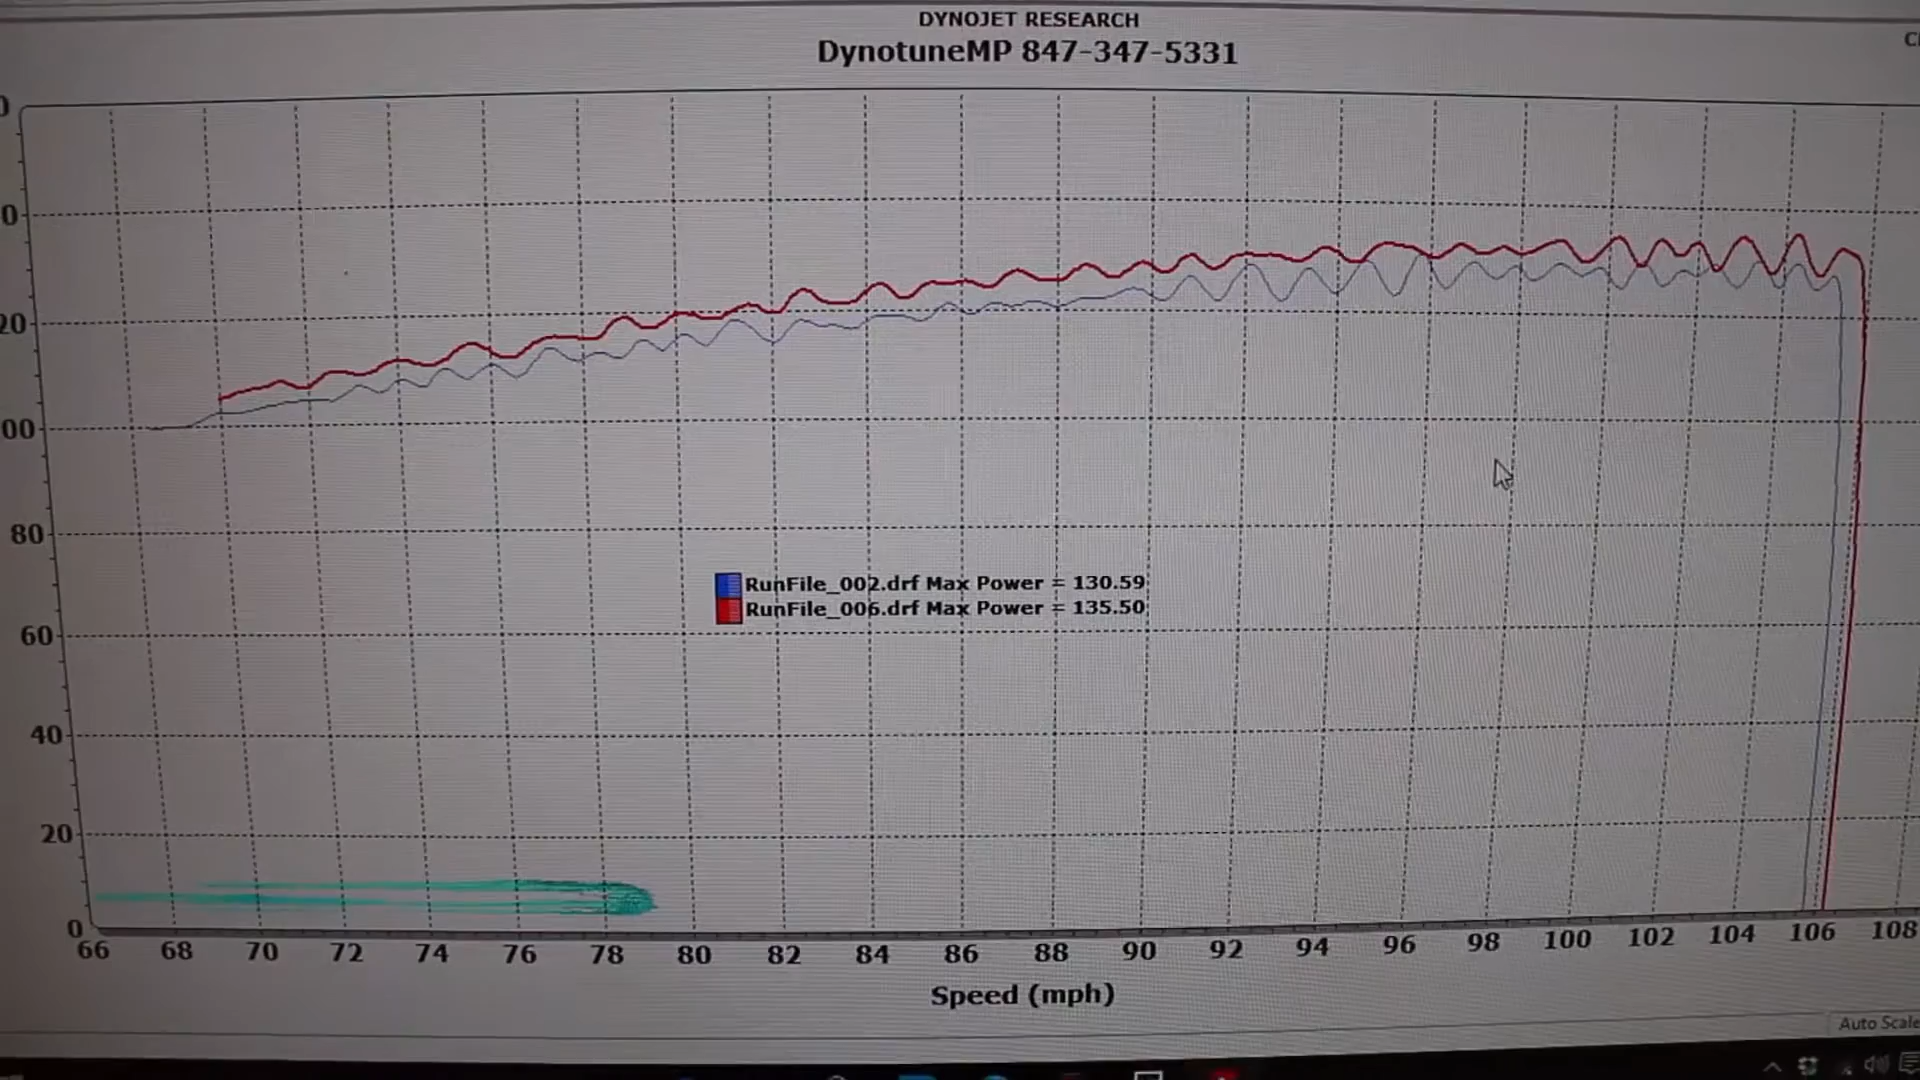 DYNOJET RESEARCH
DynotuneMP 847-347-5331
0
0
20
00
80
60
40
20
0
RunFile_002.drf Max Power = 130.59
RunFile_006.drf Max Power = 135.50
66 68 70 72 74 76 78 80 82 84 86 88 90 92 94 96 98 100 102 104 106 108
Speed (mph)
Auto Scale